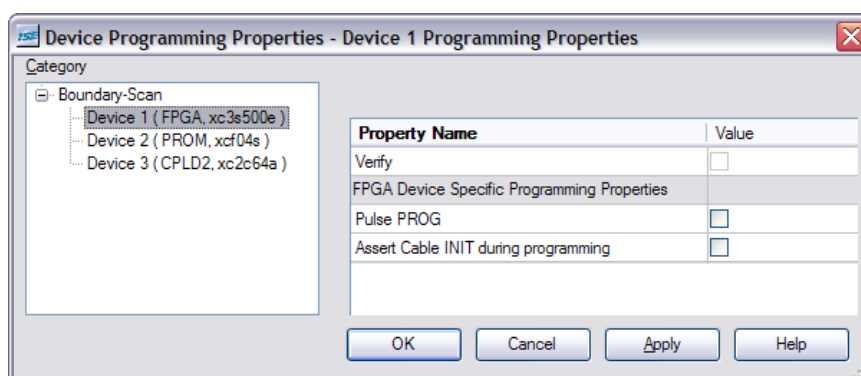 ISE Device Programming Properties - Device 1 Programming Properties
Category
Boundary-Scan
Device 1 ( FPGA, xc3s500e )
Device 2 ( PROM, xcf04s )
Device 3 ( CPLD2, xc2c64a )
Property Name Value
Verify
FPGA Device Specific Programming Properties
Pulse PROG
Assert Cable INIT during programming
OK Cancel Apply Help